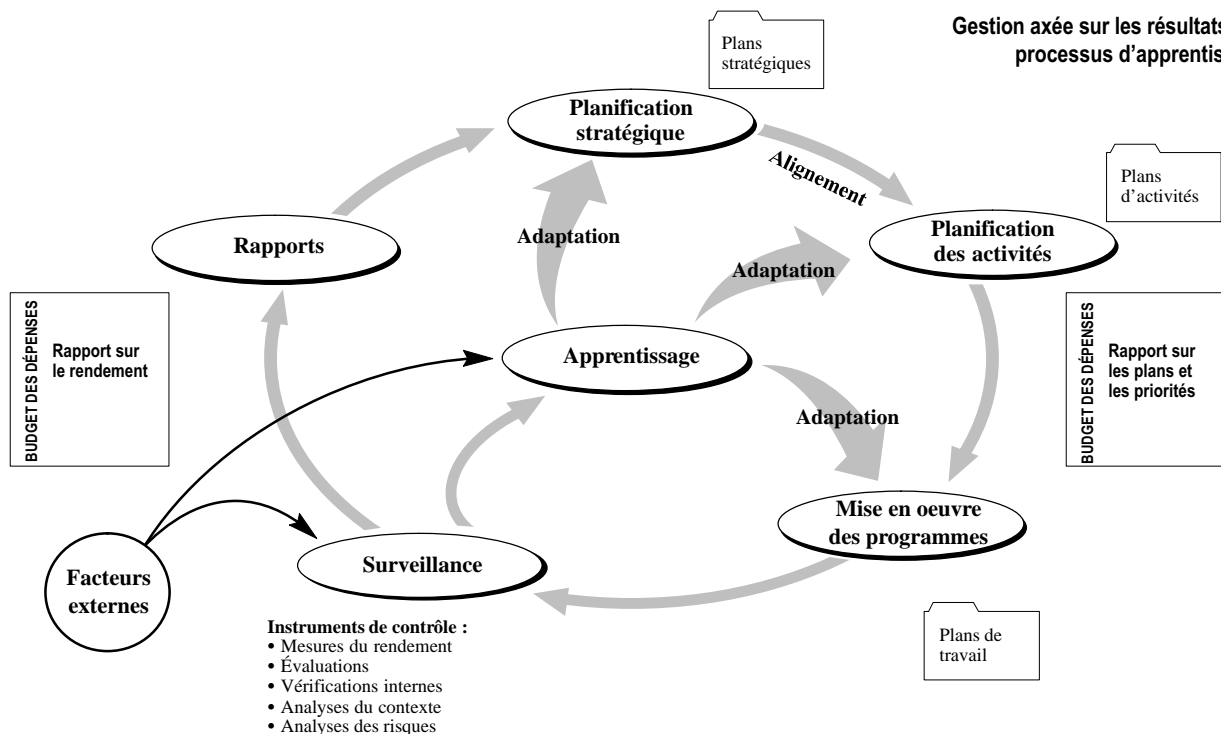 Gestion axée sur les résultats
processus d’apprentis
Plans
stratégiques
Planification
stratégique
Alignement
Plans
d’activités
Rapports
Adaptation
Planification
des activités
Adaptation
BUDGET DES DÉPENSES
Rapport sur
le rendement
Apprentissage
BUDGET DES DÉPENSES
Rapport sur
les plans et
les priorités
Adaptation
Mise en oeuvre
des programmes
Facteurs
externes
Surveillance
Plans de
travail
Instruments de contrôle :
• Mesures du rendement
• Évaluations
• Vérifications internes
• Analyses du contexte
• Analyses des risques